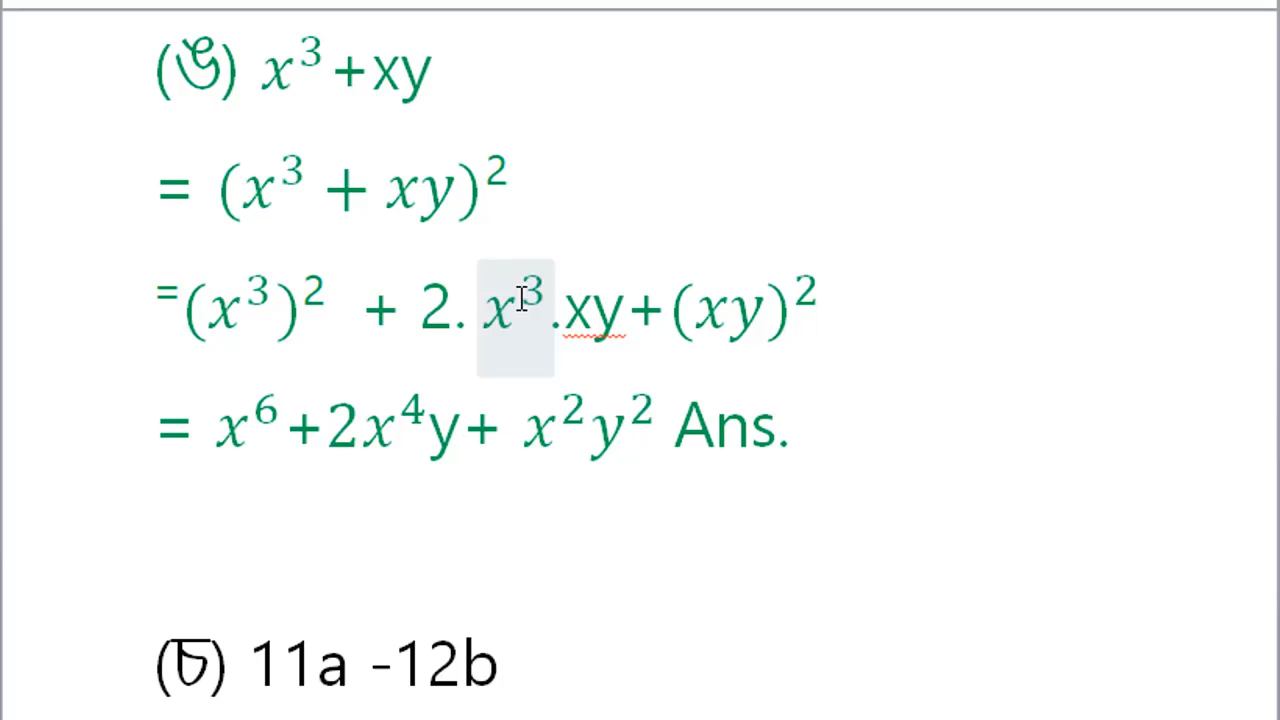 (ঙ) x³+xy
= (x³ + xy)²
=(x³)² + 2. x³.xy+(xy)²
= x⁶+2x⁴y+ x²y² Ans.
(চ) 11a -12b